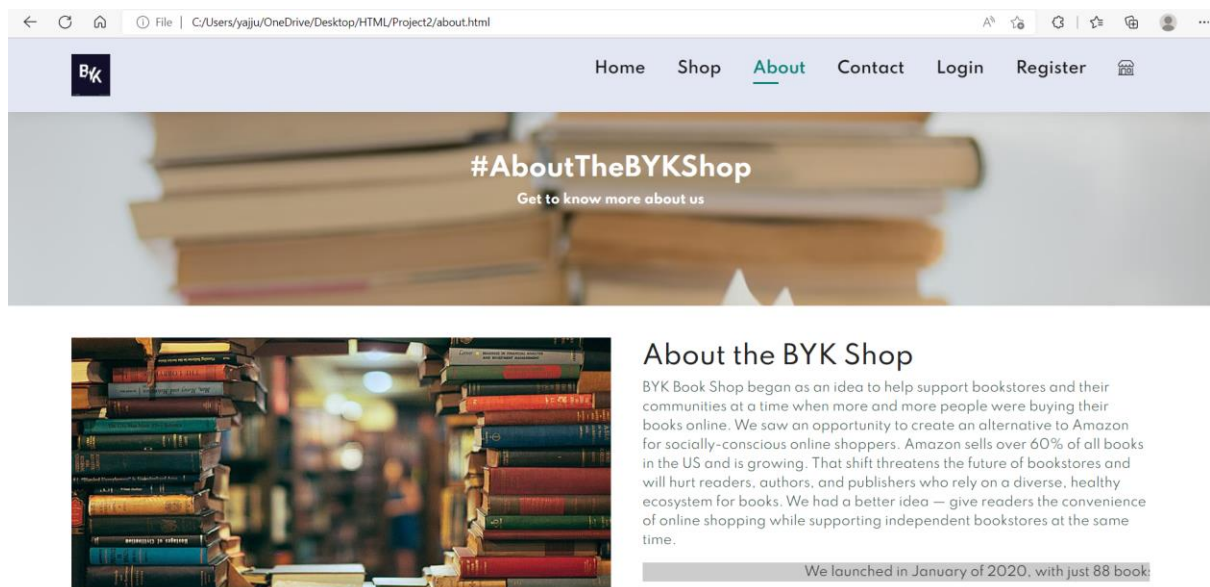 File | C:/Users/yajju/OneDrive/Desktop/HTML/Project2/about.html
BYK
Home Shop About Contact Login Register
#AboutTheBYKShop
Get to know more about us
About the BYK Shop
BYK Book Shop began as an idea to help support bookstores and their
communities at a time when more and more people were buying their
books online. We saw an opportunity to create an alternative to Amazon
for socially-conscious online shoppers. Amazon sells over 60% of all books
in the US and is growing. That shift threatens the future of bookstores and
will hurt readers, authors, and publishers who rely on a diverse, healthy
ecosystem for books. We had a better idea — give readers the convenience
of online shopping while supporting independent bookstores at the same
time.
We launched in January of 2020, with just 88 book